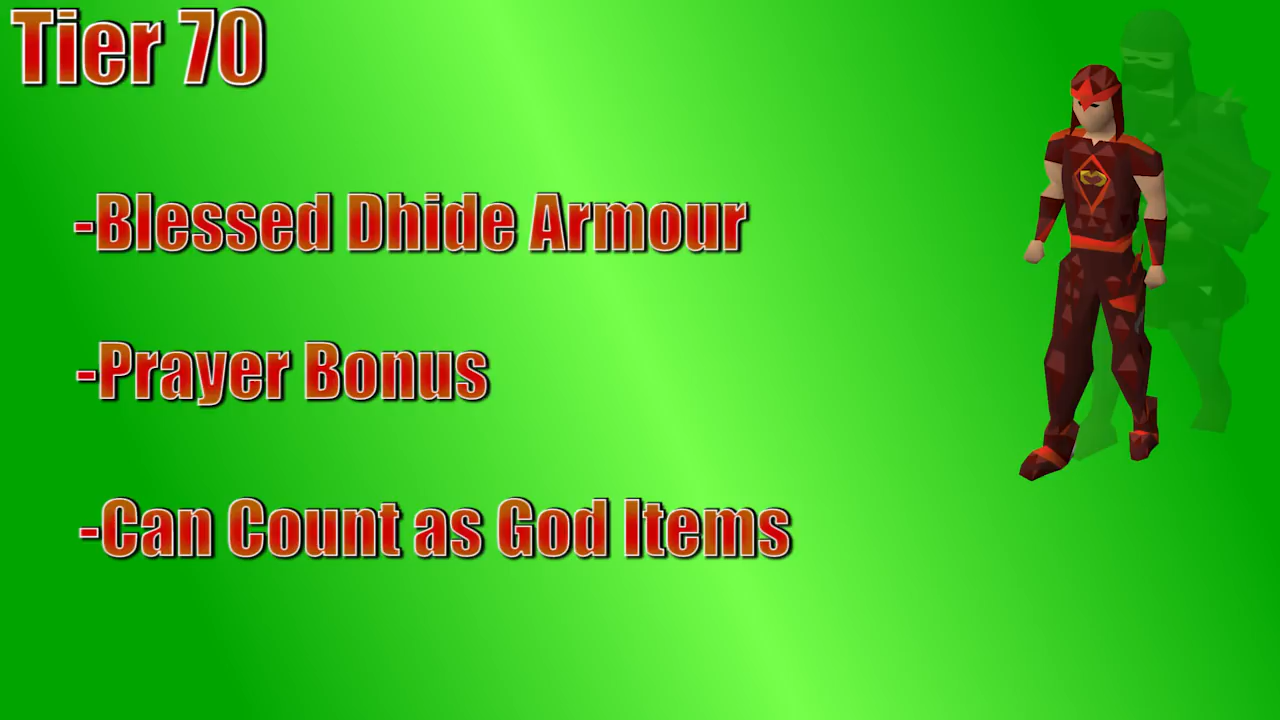 Tier 70
-Blessed Dhide Armour
-Prayer Bonus
-Can Count as God Items